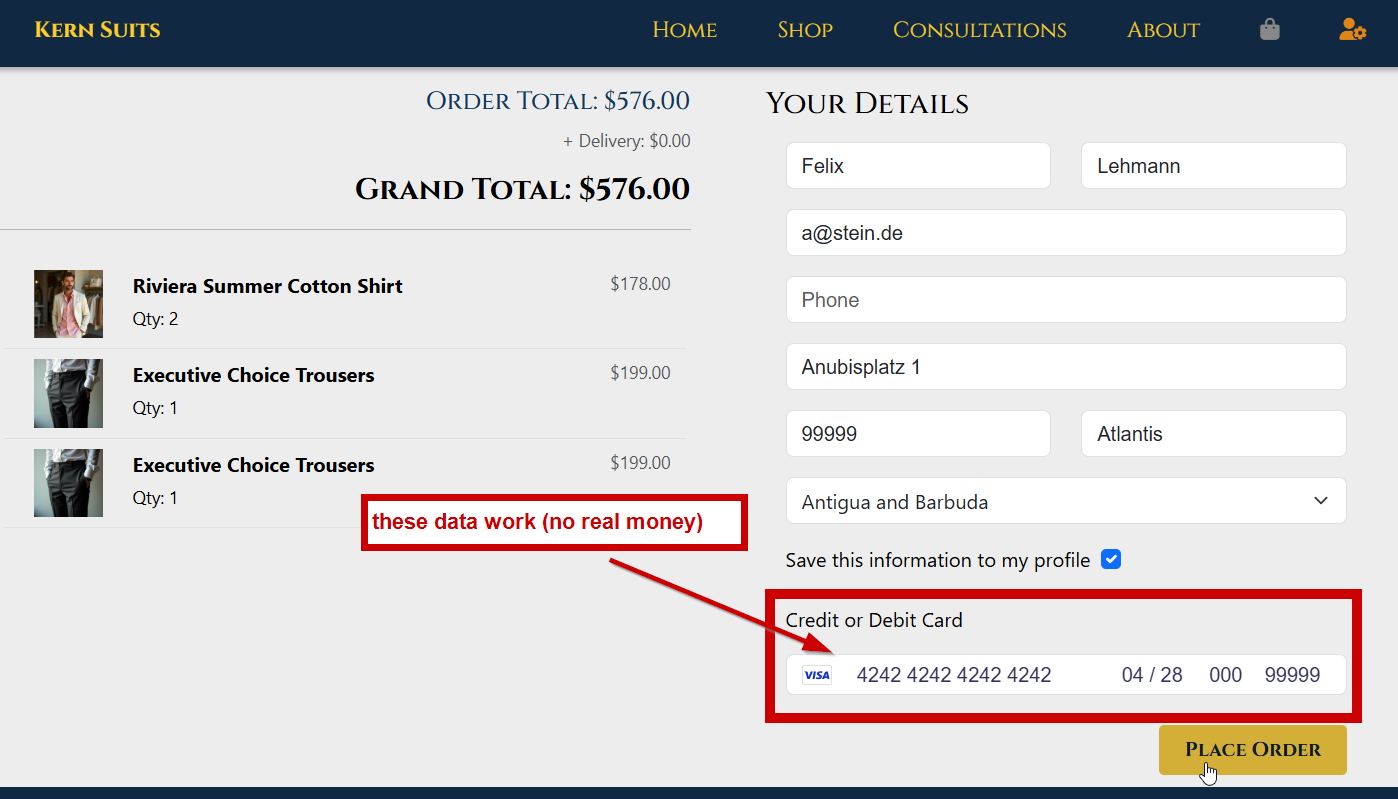 Kern Suits
Home
Shop
Consultations
About
Order Total: $576.00
+ Delivery: $0.00
Grand Total: $576.00
Riviera Summer Cotton Shirt
$178.00
Qty: 2
Executive Choice Trousers
$199.00
Qty: 1
Executive Choice Trousers
$199.00
Qty: 1
these data work (no real money)
Your Details
Felix
Lehmann
a@stein.de
Phone
Anubisplatz 1
99999
Atlantis
Antigua and Barbuda
Save this information to my profile
Credit or Debit Card
VISA 4242 4242 4242 4242 04 / 28 000 99999
Place Order